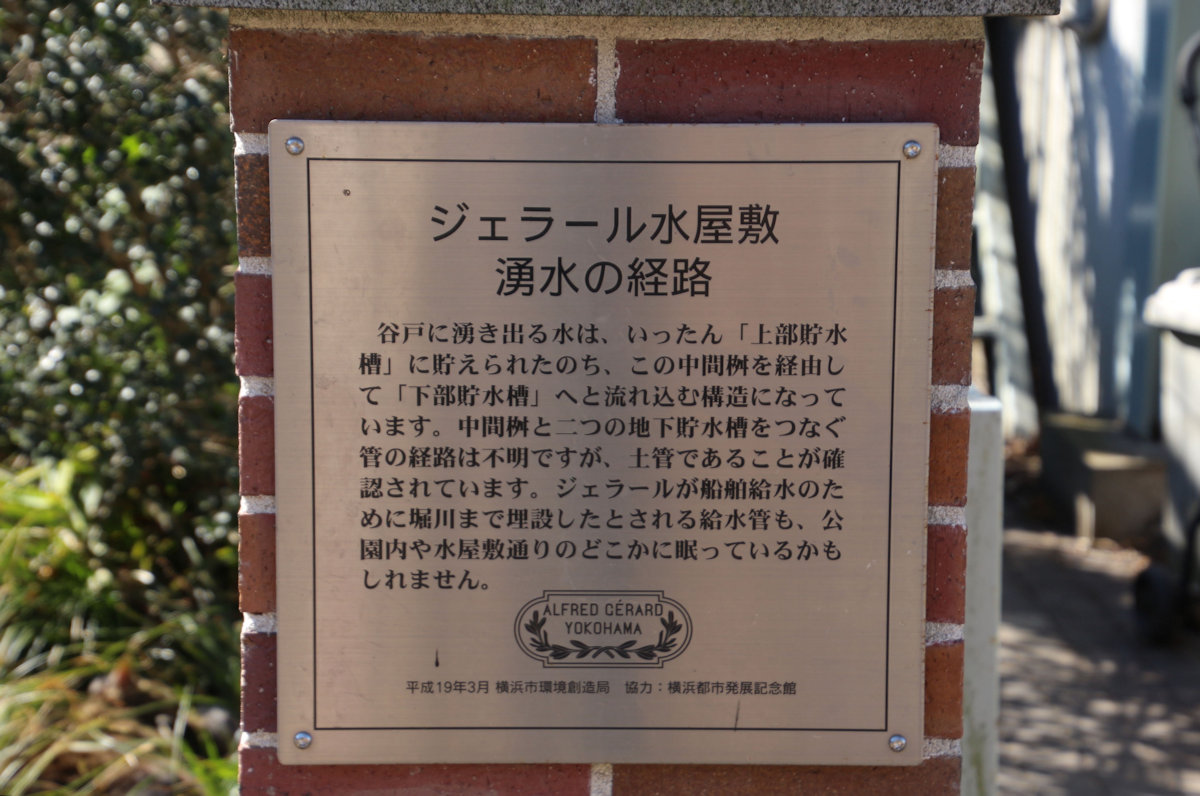 ジェラール水屋敷
湧水の経路
谷戸に湧き出る水は、いったん「上部貯水
槽」に貯えられたのち、この中間桝を経由し
て「下部貯水槽」へと流れ込む構造になって
います。中間桝と二つの地下貯水槽をつなぐ
管の経路は不明ですが、土管であることが確
認されています。ジェラールが船舶給水のた
めに堀川まで埋設したとされる給水管も、公
園内や水屋敷通りのどこかに眠っているかも
しれません。
ALFRED GÉRARD
YOKOHAMA
平成19年3月 横浜市環境創造局　協力：横浜都市発展記念館